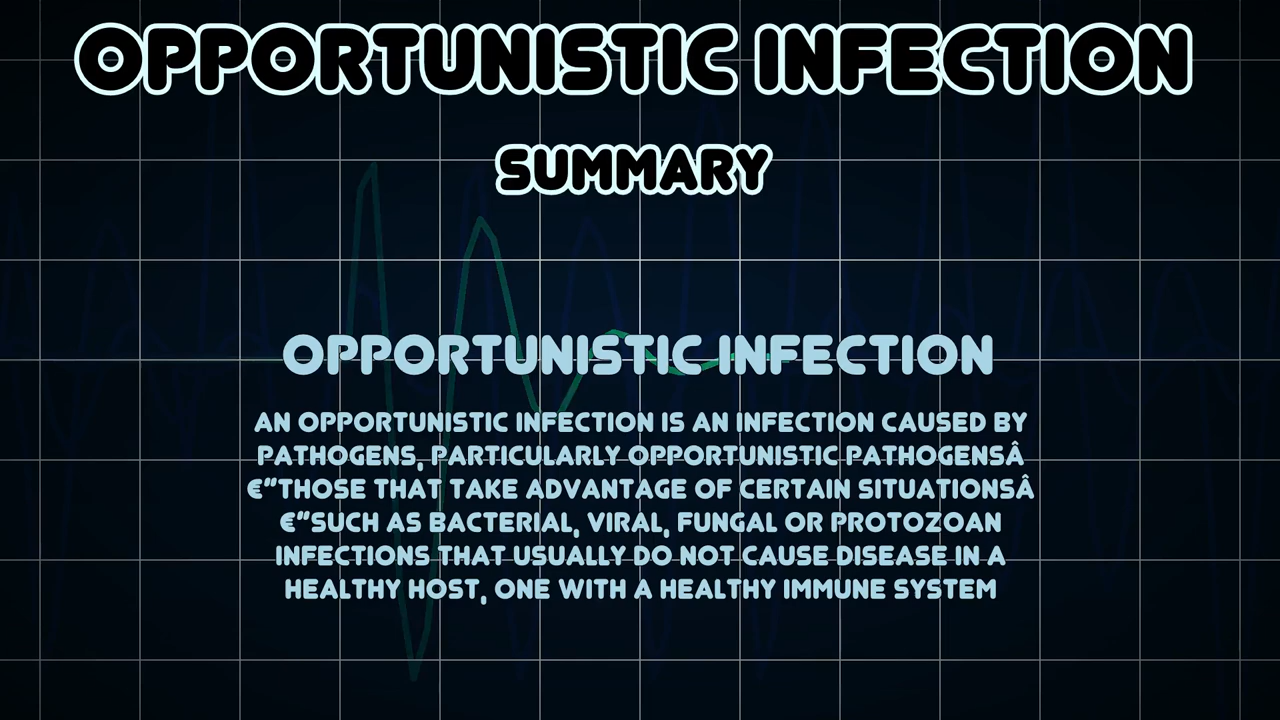 OPPORTUNISTIC INFECTION
SUMMARY
OPPORTUNISTIC INFECTION
AN OPPORTUNISTIC INFECTION IS AN INFECTION CAUSED BY
PATHOGENS, PARTICULARLY OPPORTUNISTIC PATHOGENSÂ
€"THOSE THAT TAKE ADVANTAGE OF CERTAIN SITUATIONSÂ
€"SUCH AS BACTERIAL, VIRAL, FUNGAL OR PROTOZOAN
INFECTIONS THAT USUALLY DO NOT CAUSE DISEASE IN A
HEALTHY HOST, ONE WITH A HEALTHY IMMUNE SYSTEM